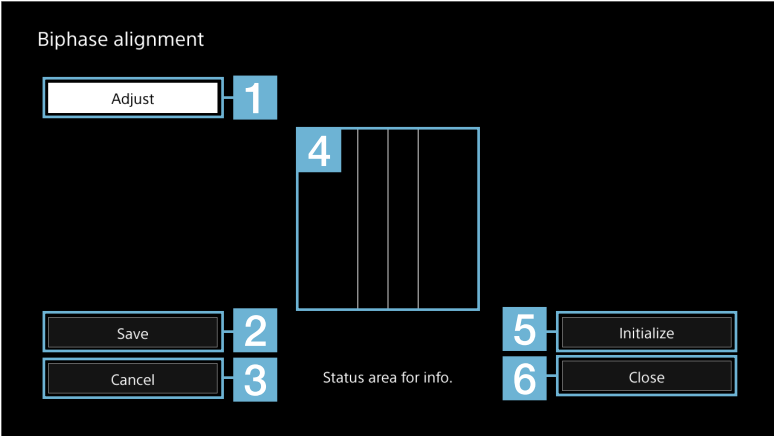 Biphase alignment
Adjust
1
4
Save
2
5
Initialize
Cancel
3
Status area for info.
6
Close